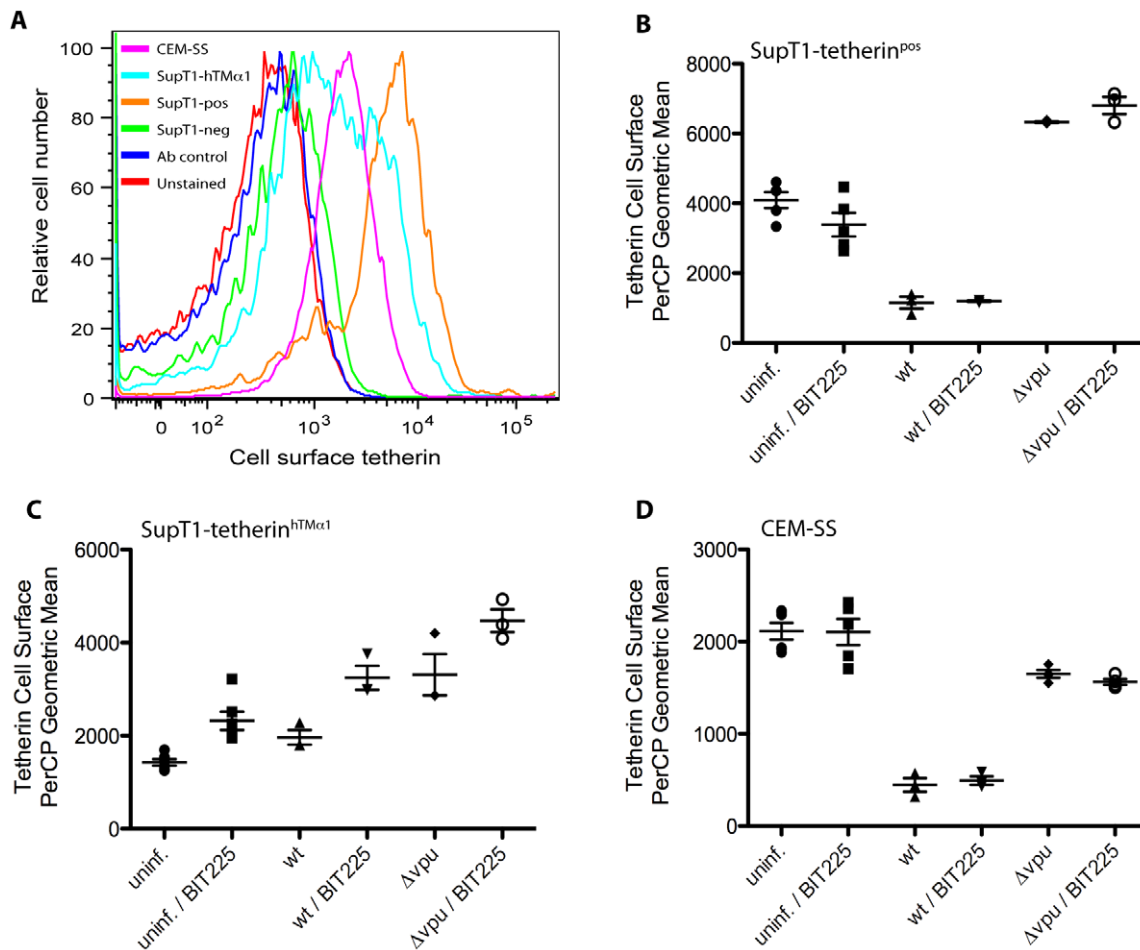 A
100
80
60
40
20
0
Relative cell number
CEM-SS
SupT1-hTMα1
SupT1-pos
SupT1-neg
Ab control
Unstained
0 10² 10³ 10⁴ 10⁵
Cell surface tetherin
B
SupT1-tetherinᵖᵒˢ
Tetherin Cell Surface
PerCP Geometric Mean
8000
6000
4000
2000
0
uninf.
uninf. / BIT225
wt
wt / BIT225
Δvpu
Δvpu / BIT225
C
SupT1-tetherinʰᵀᴹᵅ¹
Tetherin Cell Surface
PerCP Geometric Mean
6000
4000
2000
0
uninf.
uninf. / BIT225
wt
wt / BIT225
Δvpu
Δvpu / BIT225
D
CEM-SS
Tetherin Cell Surface
PerCP Geometric Mean
3000
2000
1000
0
uninf.
uninf. / BIT225
wt
wt / BIT225
Δvpu
Δvpu / BIT225